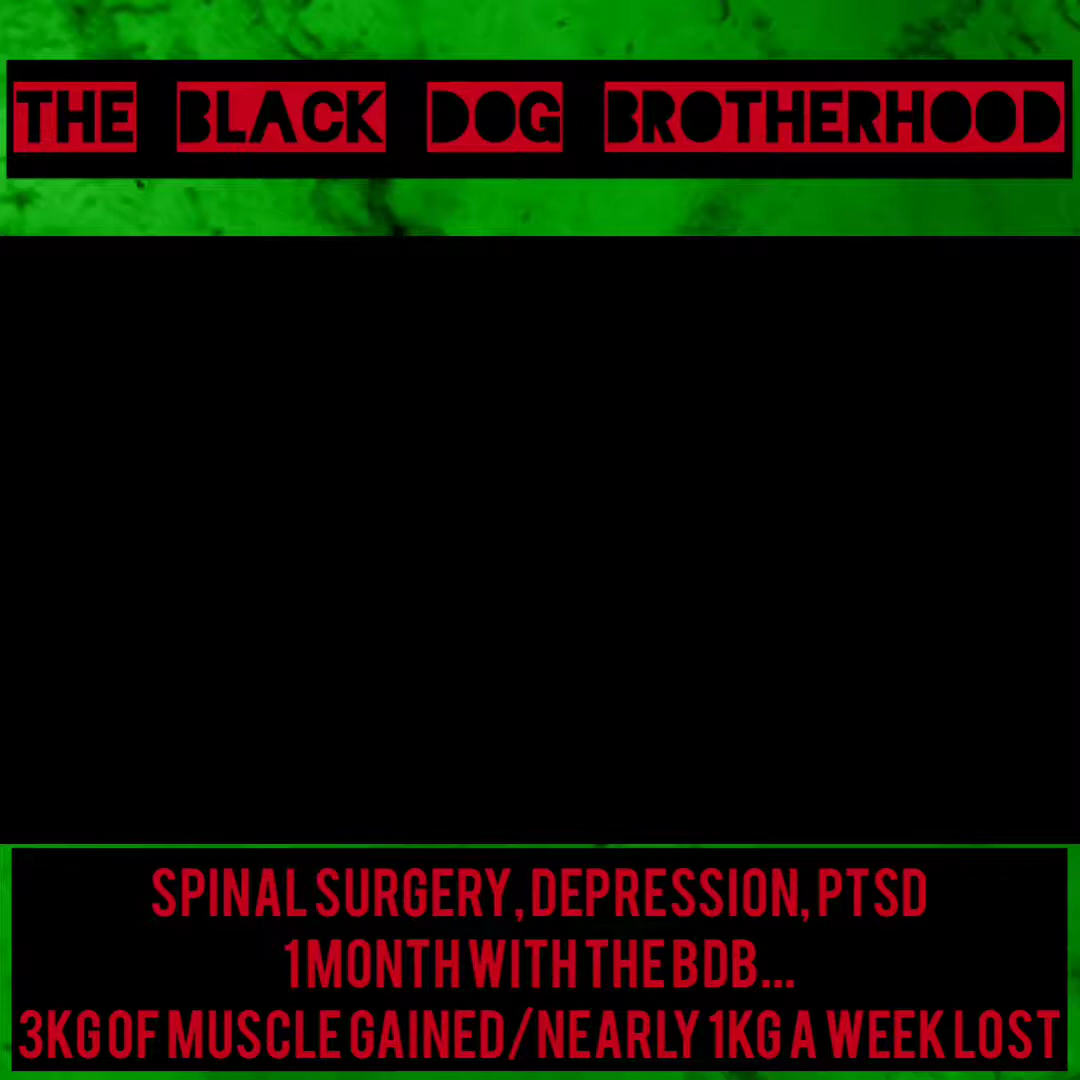 THE BLACK DOG BROTHERHOOD
SPINAL SURGERY, DEPRESSION, PTSD
1 MONTH WITH THE BDB...
3KG OF MUSCLE GAINED/NEARLY 1KG A WEEK LOST